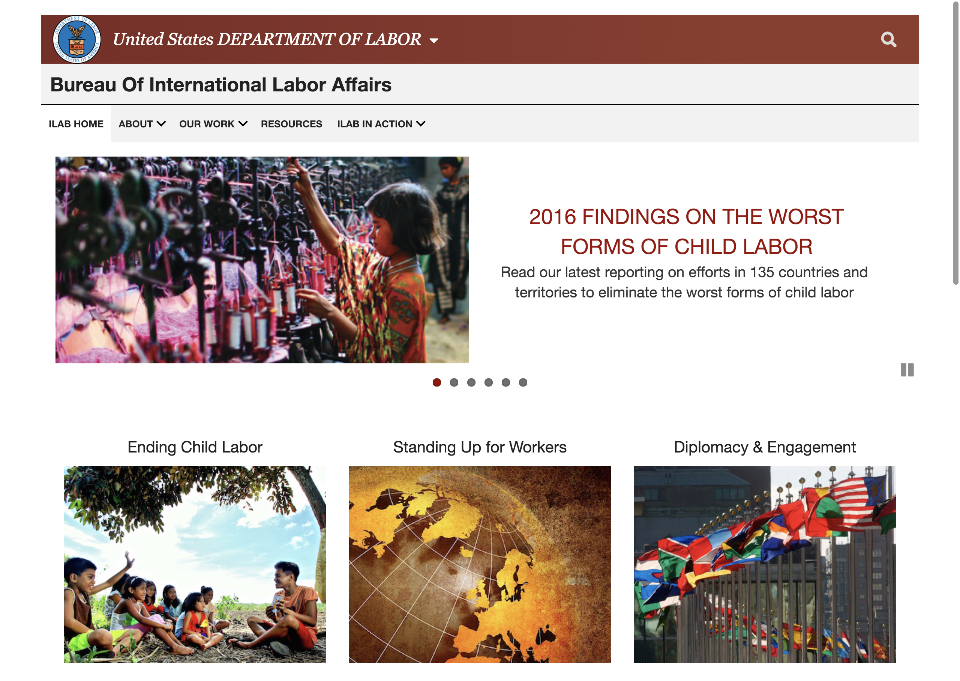 United States DEPARTMENT OF LABOR
Bureau Of International Labor Affairs
ILAB HOME ABOUT OUR WORK RESOURCES ILAB IN ACTION
2016 FINDINGS ON THE WORST
FORMS OF CHILD LABOR
Read our latest reporting on efforts in 135 countries and
territories to eliminate the worst forms of child labor
Ending Child Labor Standing Up for Workers Diplomacy & Engagement